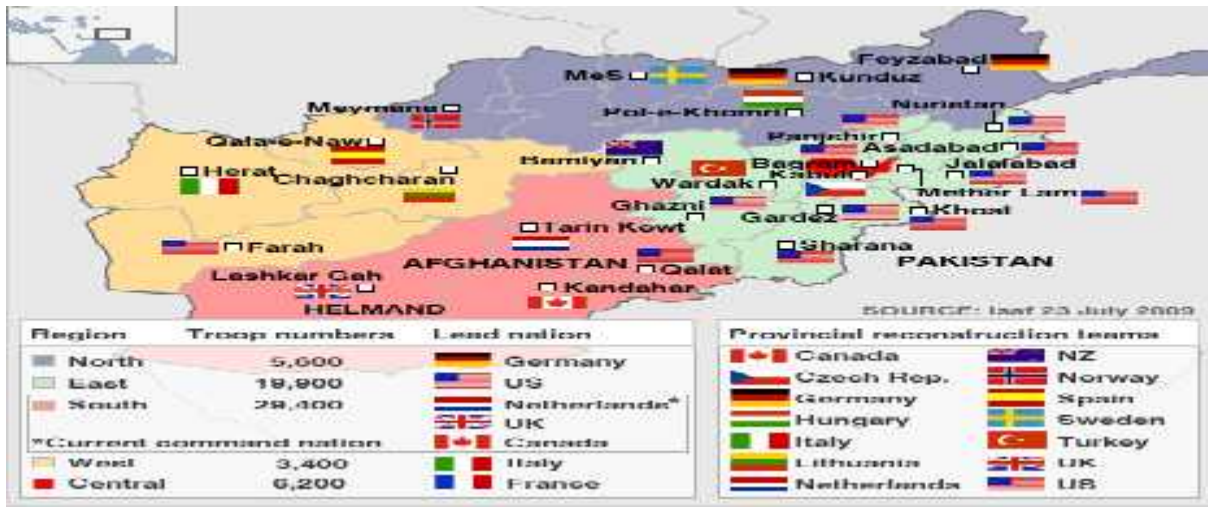 Feyzabad
MeS
Kunduz
Meymana
Pol-e-Khomri
Nuristan
Qala-e-Naw
Panjshir
Asadabad
Bamiyan
Bagram
Jalalabad
Herat
Chaghcharan
Kabul
Wardak
Mether Lam
Ghazni
Gardez
Khost
Tarin Kowt
Farah
Sharana
AFGHANISTAN
PAKISTAN
Qalat
Lashkar Gah
Kandahar
HELMAND
SOURCE: Isaf 23 July 2009
Region Troop numbers Lead nation
North 5,600 Germany
East 19,900 US
South 29,400 Netherlands*
UK
*Current command nation Canada
West 3,400 Italy
Central 6,200 France
Provincial reconstruction teams
Canada NZ
Czech Rep. Norway
Germany Spain
Hungary Sweden
Italy Turkey
Lithuania UK
Netherlands US